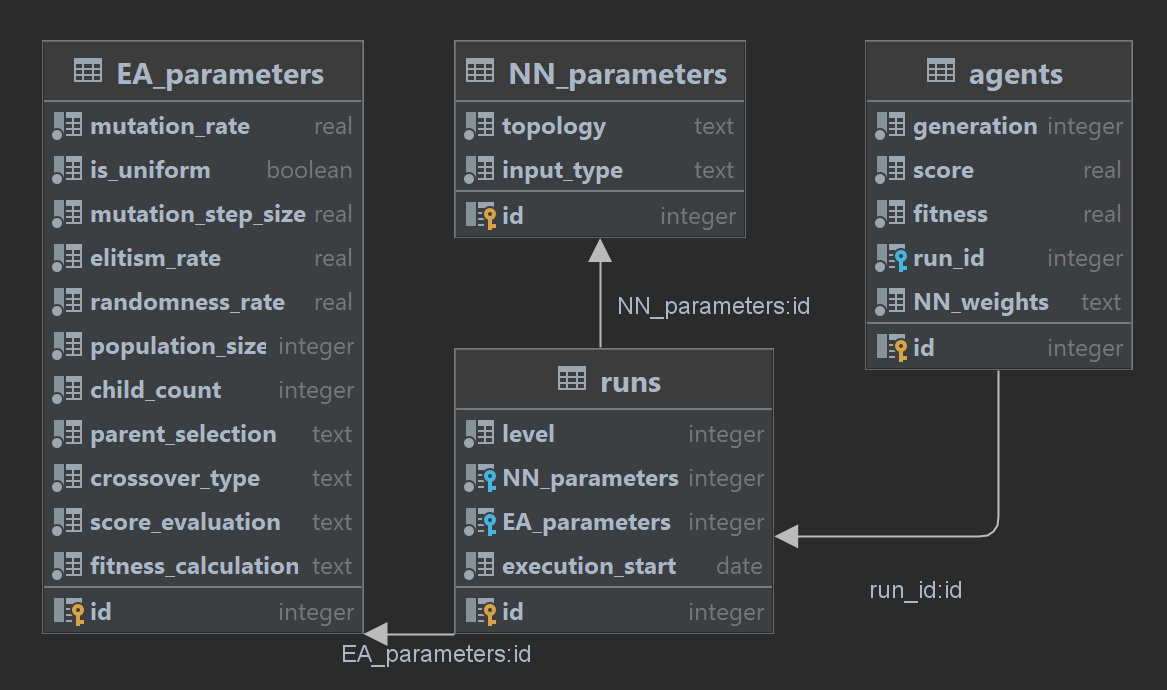 EA_parameters
mutation_rate real
is_uniform boolean
mutation_step_size real
elitism_rate real
randomness_rate real
population_size integer
child_count integer
parent_selection text
crossover_type text
score_evaluation text
fitness_calculation text
id integer
NN_parameters
topology text
input_type text
id integer
NN_parameters:id
runs
level integer
NN_parameters integer
EA_parameters integer
execution_start date
id integer
EA_parameters:id
agents
generation integer
score real
fitness real
run_id integer
NN_weights text
id integer
run_id:id